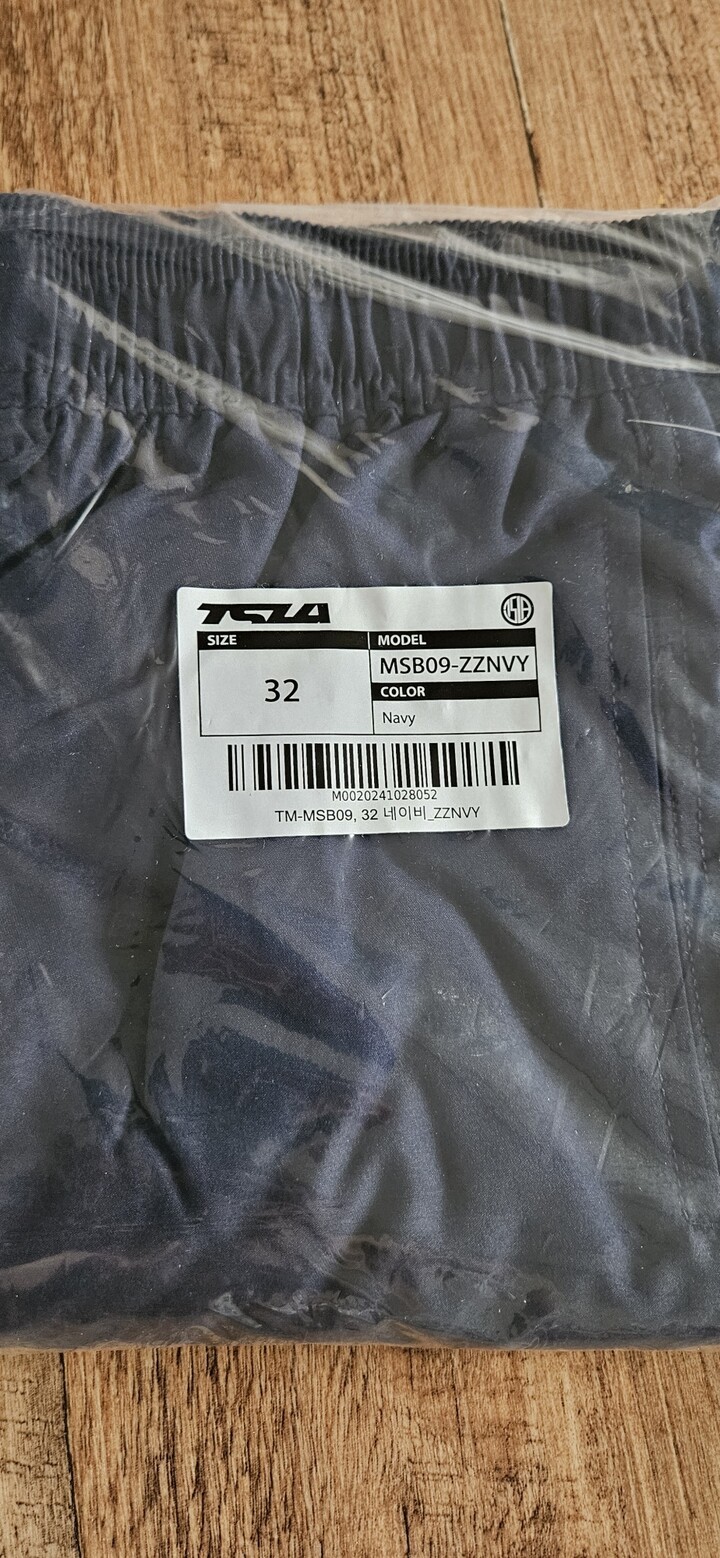 TSLA
TSLA
SIZE
MODEL
32
MSB09-ZZNVY
COLOR
Navy
M0020241028052
TM-MSB09, 32 네이비_ZZNVY